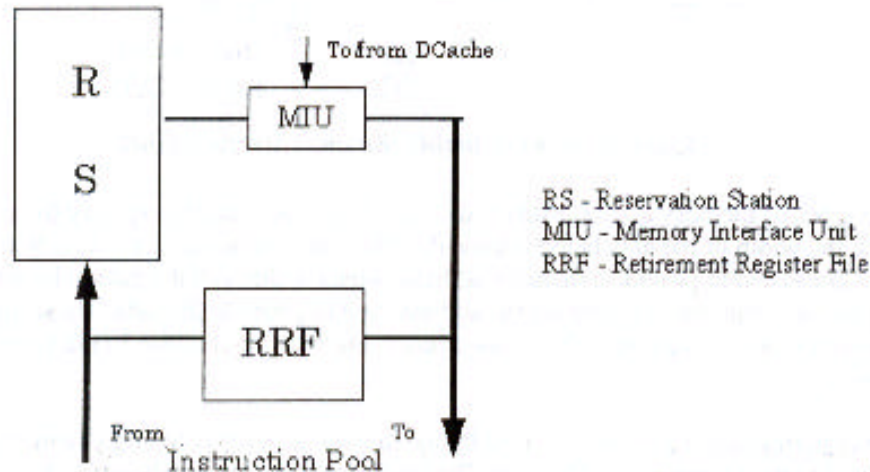 R
S
To/from DCache
MIU
RS - Reservation Station
MIU - Memory Interface Unit
RRF - Retirement Register File
RRF
From
To
Instruction Pool